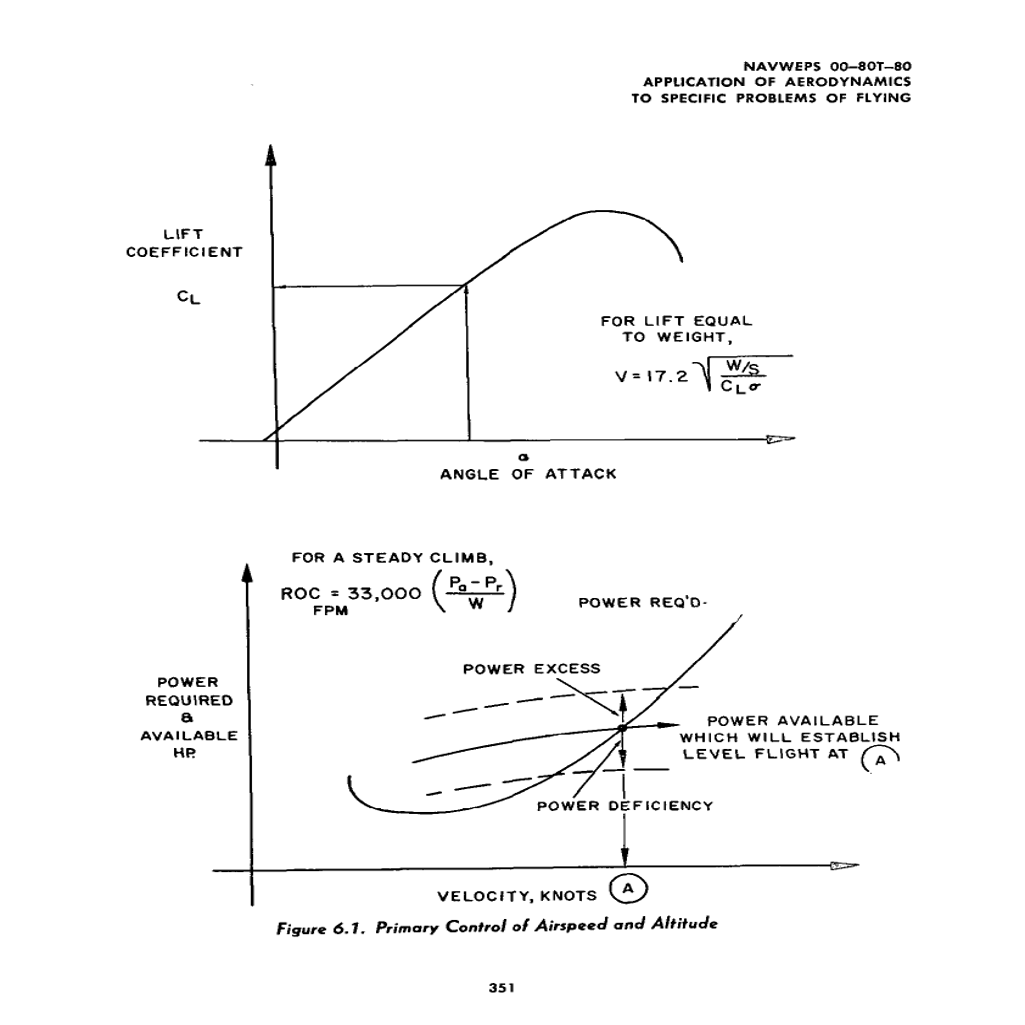 NAVWEPS 00–80T–80
APPLICATION OF AERODYNAMICS
TO SPECIFIC PROBLEMS OF FLYING
LIFT
COEFFICIENT
CL
FOR LIFT EQUAL
TO WEIGHT,
V = 17.2 √(W/S / CLσ)
α
ANGLE OF ATTACK
FOR A STEADY CLIMB,
ROC = 33,000 (Pa – Pr / W)
FPM
POWER REQ'D-
POWER EXCESS
POWER
REQUIRED
&
AVAILABLE
HP.
POWER AVAILABLE
WHICH WILL ESTABLISH
LEVEL FLIGHT AT A
POWER DEFICIENCY
VELOCITY, KNOTS A
Figure 6.1. Primary Control of Airspeed and Altitude
351